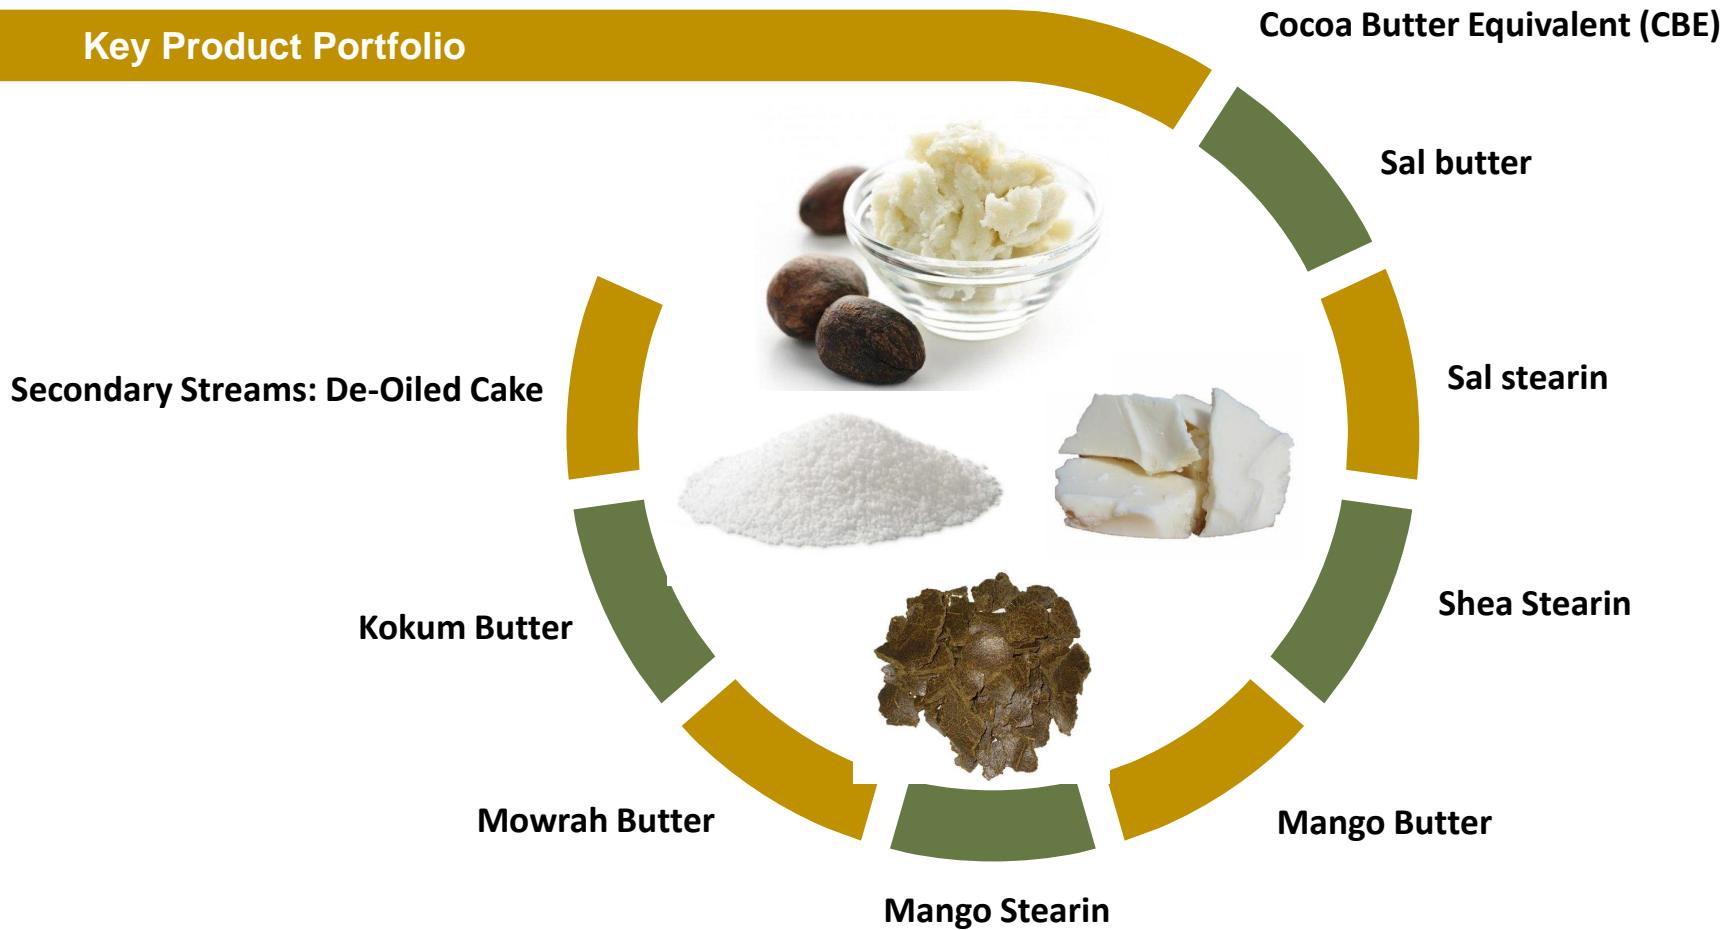 Key Product Portfolio
Cocoa Butter Equivalent (CBE)
Sal butter
Sal stearin
Shea Stearin
Mango Butter
Mango Stearin
Mowrah Butter
Kokum Butter
Secondary Streams: De-Oiled Cake